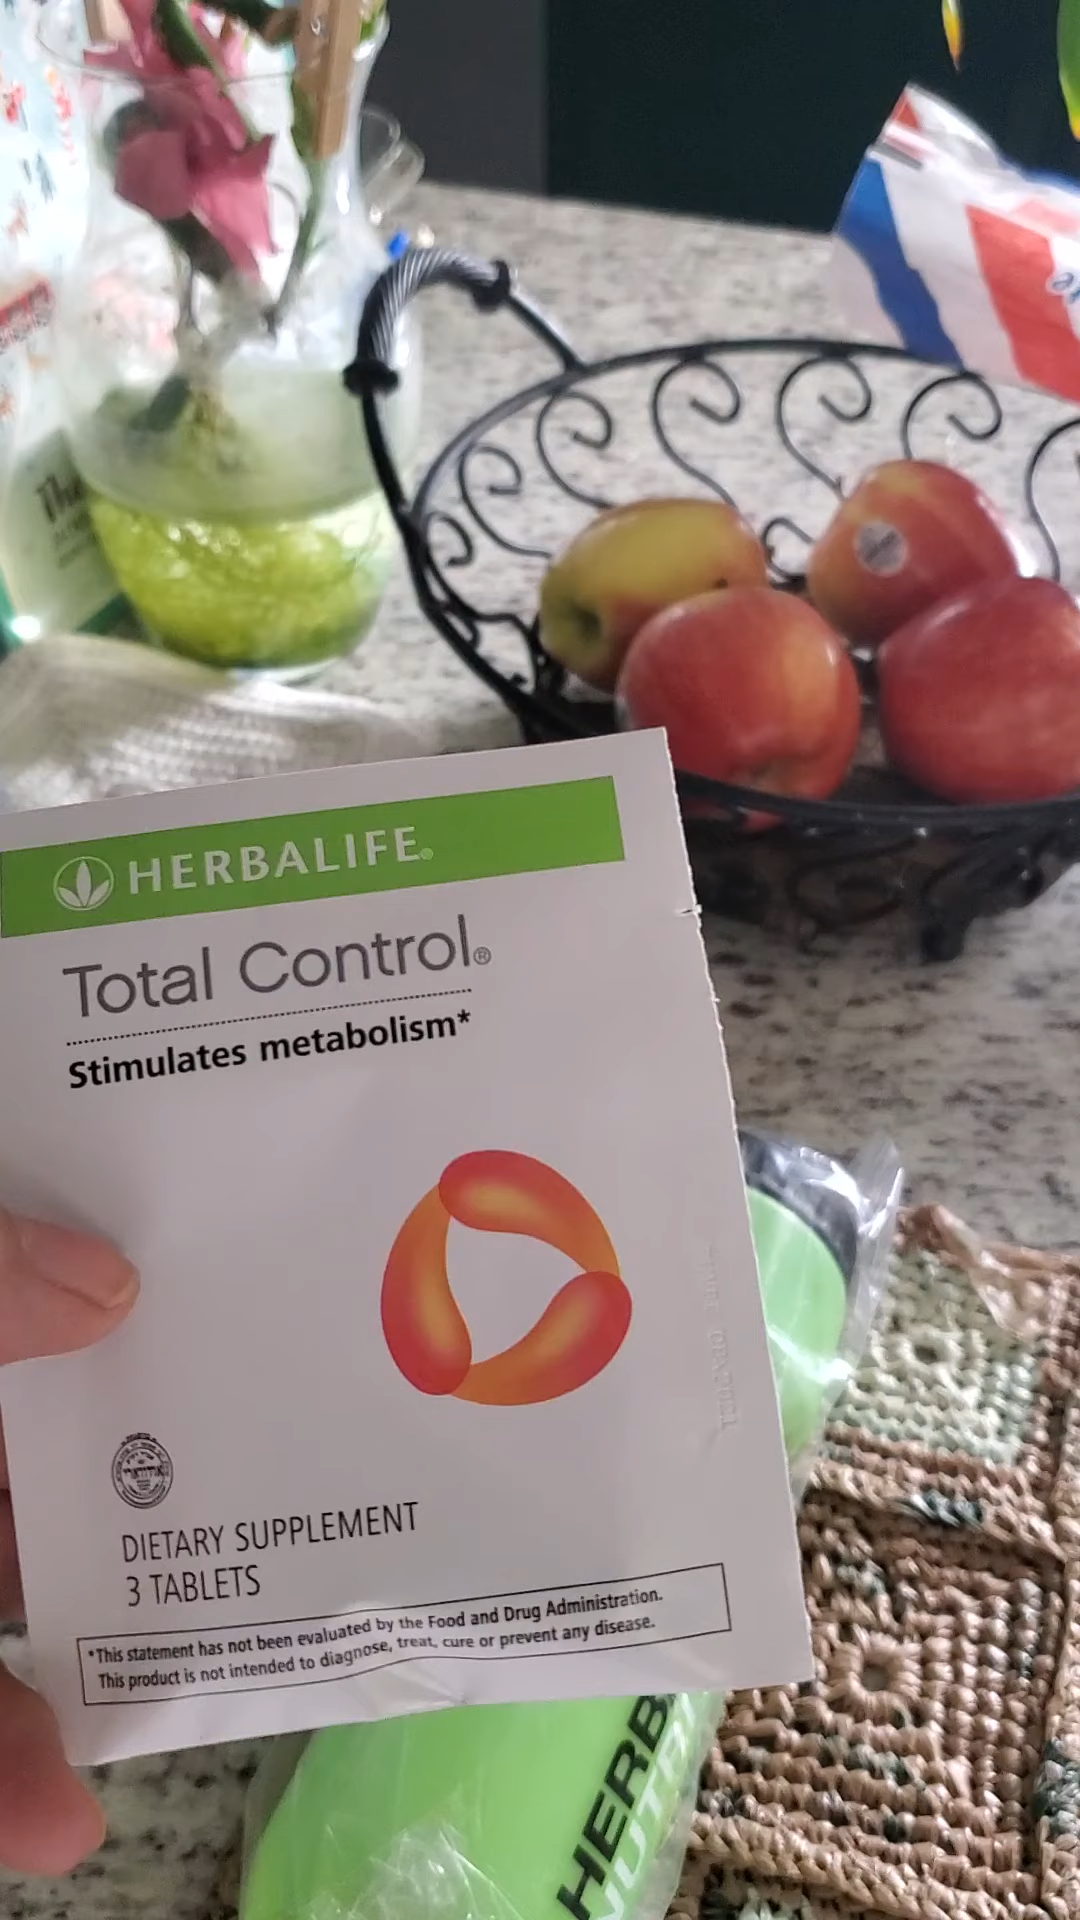 HERBALIFE
Total Control®
Stimulates metabolism*
DIETARY SUPPLEMENT
3 TABLETS
*This statement has not been evaluated by the Food and Drug Administration.
This product is not intended to diagnose, treat, cure or prevent any disease.
HERB
NUTR